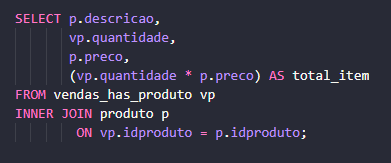 SELECT p.descricao,
vp.quantidade,
p.preco,
(vp.quantidade * p.preco) AS total_item
FROM vendas_has_produto vp
INNER JOIN produto p
ON vp.idproduto = p.idproduto;